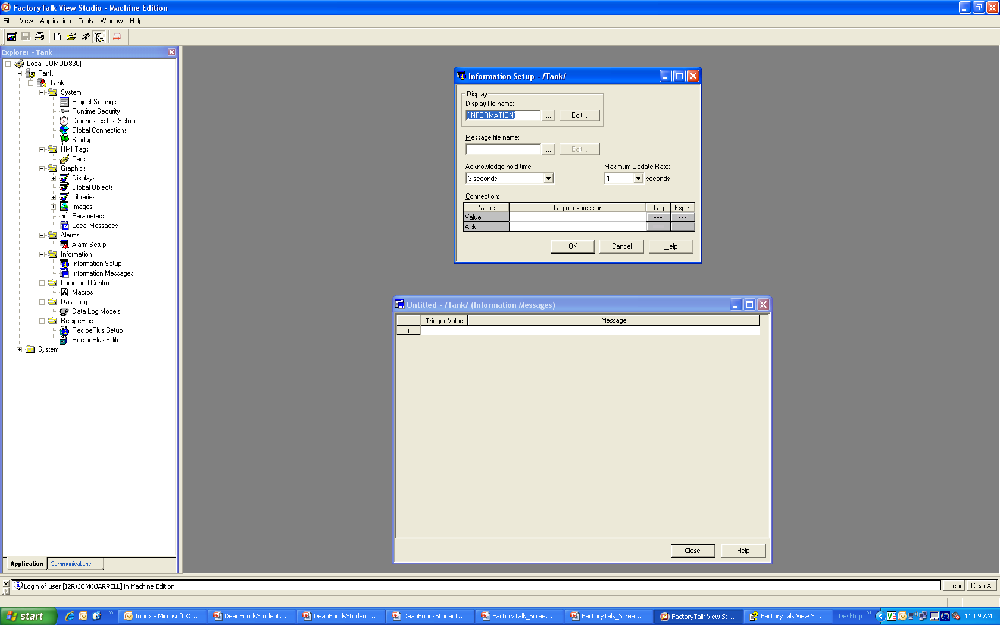 FactoryTalk View Studio - Machine Edition
File View Application Tools Window Help
Explorer - Tank
Local (JOMOD830)
Tank
Tank
System
Project Settings
Runtime Security
Diagnostics List Setup
Global Connections
Startup
HMI Tags
Tags
Graphics
Displays
Global Objects
Libraries
Images
Parameters
Local Messages
Alarms
Alarm Setup
Information
Information Setup
Information Messages
Logic and Control
Macros
Data Log
Data Log Models
RecipePlus
RecipePlus Setup
RecipePlus Editor
System
Application Communications
Information Setup - /Tank/
Display
Display file name:
[INFORMATION] ... Edit...
Message file name:
... Edit...
Acknowledge hold time: Maximum Update Rate:
3 seconds 1 seconds
Connection:
Name Tag or expression Tag Exprn
Value ... ...
Ack ...
OK Cancel Help
Untitled - /Tank/ (Information Messages)
Trigger Value Message
1
Close Help
Login of user [I2R\JOMOJARRELL] in Machine Edition. Clear Clear All
start Inbox - Microsoft O... DeanFoodsStudent... DeanFoodsStudent... DeanFoodsStudent... FactoryTalk_Scree... FactoryTalk_Scree... FactoryTalk View St... FactoryTalk View St... Desktop 11:09 AM